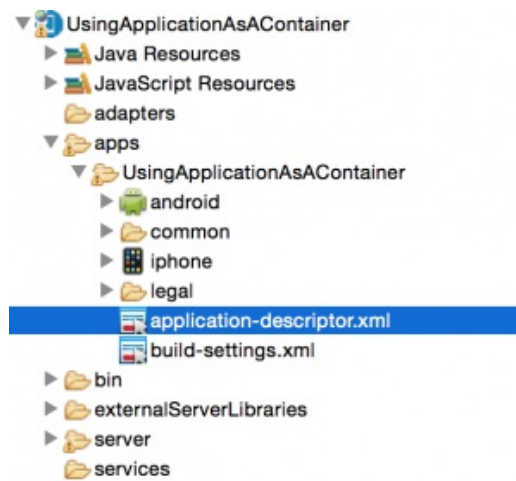 UsingApplicationAsAContainer
Java Resources
JavaScript Resources
adapters
apps
UsingApplicationAsAContainer
android
common
iphone
legal
application-descriptor.xml
build-settings.xml
bin
externalServerLibraries
server
services